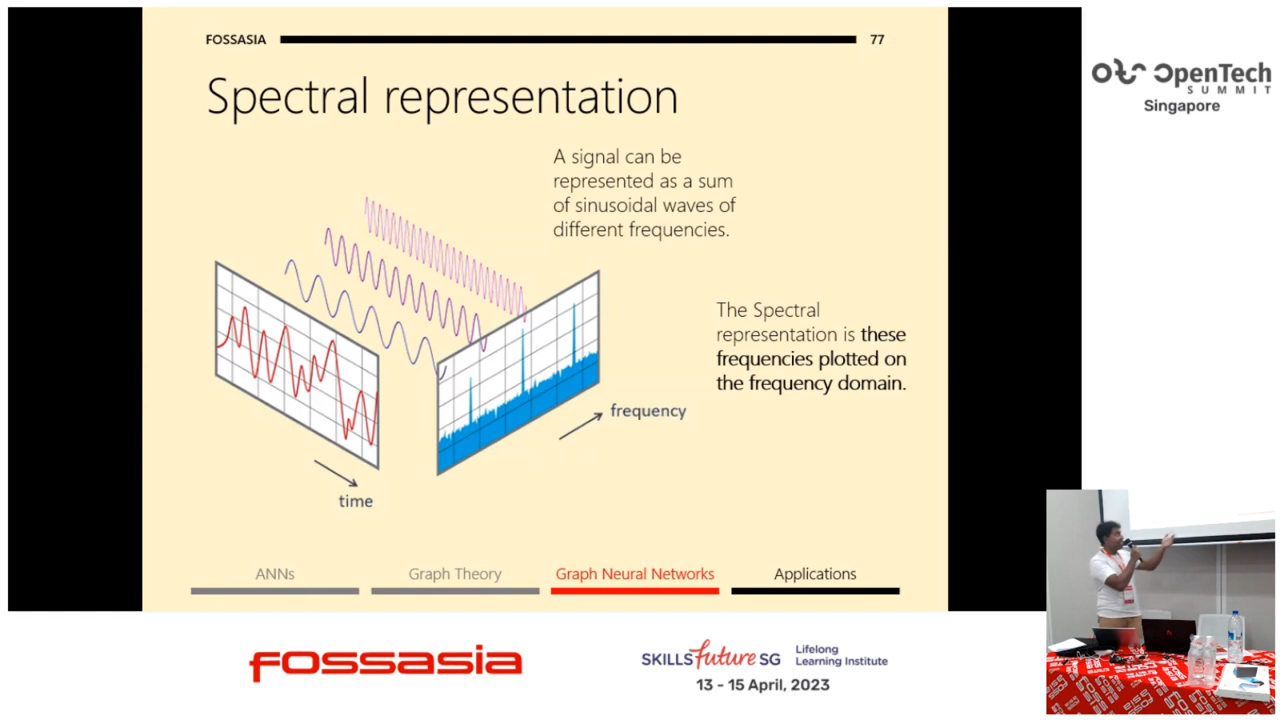 FOSSASIA 77
Spectral representation
A signal can be
represented as a sum
of sinusoidal waves of
different frequencies.
The Spectral
representation is these
frequencies plotted on
the frequency domain.
frequency
time
ANNs Graph Theory Graph Neural Networks Applications
OpenTech
SUMMIT
Singapore
fossasia
SKILLS future SG
Lifelong
Learning Institute
13 - 15 April, 2023